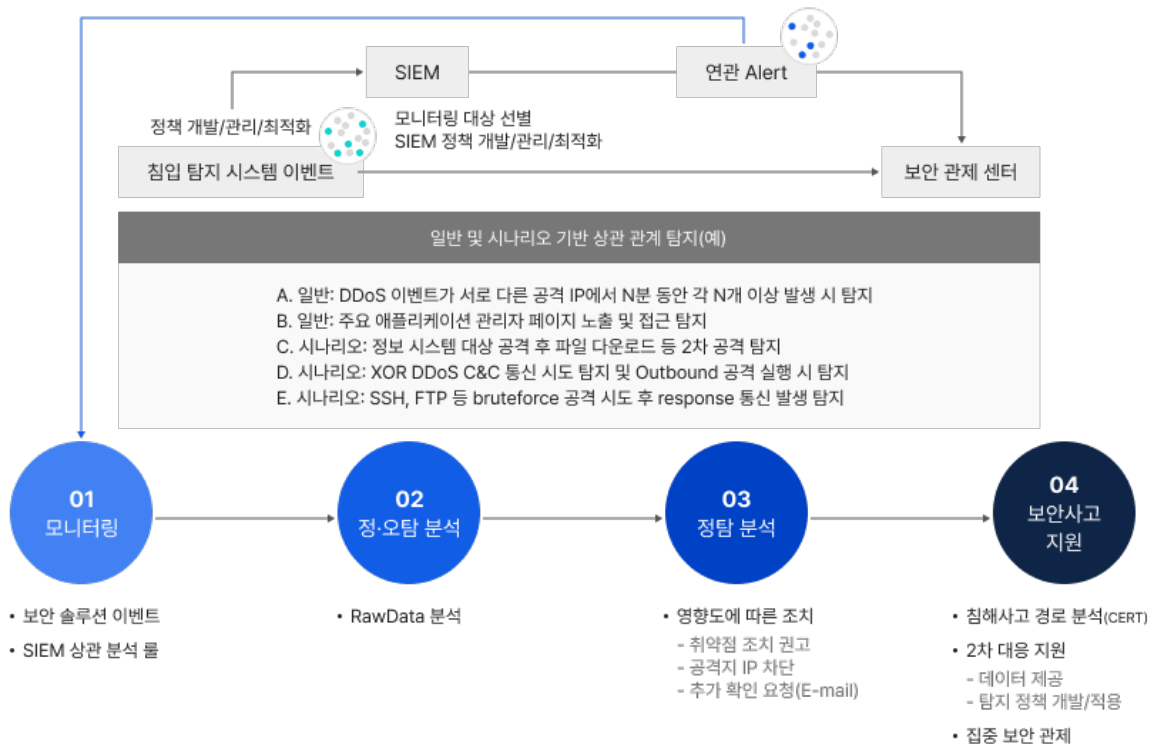 SIEM
연관 Alert
정책 개발/관리/최적화
모니터링 대상 선별
SIEM 정책 개발/관리/최적화
침입 탐지 시스템 이벤트
보안 관제 센터
일반 및 시나리오 기반 상관 관계 탐지(예)
A. 일반: DDoS 이벤트가 서로 다른 공격 IP에서 N분 동안 각 N개 이상 발생 시 탐지
B. 일반: 주요 애플리케이션 관리자 페이지 노출 및 접근 탐지
C. 시나리오: 정보 시스템 대상 공격 후 파일 다운로드 등 2차 공격 탐지
D. 시나리오: XOR DDoS C&C 통신 시도 탐지 및 Outbound 공격 실행 시 탐지
E. 시나리오: SSH, FTP 등 bruteforce 공격 시도 후 response 통신 발생 탐지
01
모니터링
• 보안 솔루션 이벤트
• SIEM 상관 분석 룰
02
정·오탐 분석
• RawData 분석
03
정탐 분석
• 영향도에 따른 조치
- 취약점 조치 권고
- 공격지 IP 차단
- 추가 확인 요청(E-mail)
04
보안사고
지원
• 침해사고 경로 분석(CERT)
• 2차 대응 지원
- 데이터 제공
- 탐지 정책 개발/적용
• 집중 보안 관제